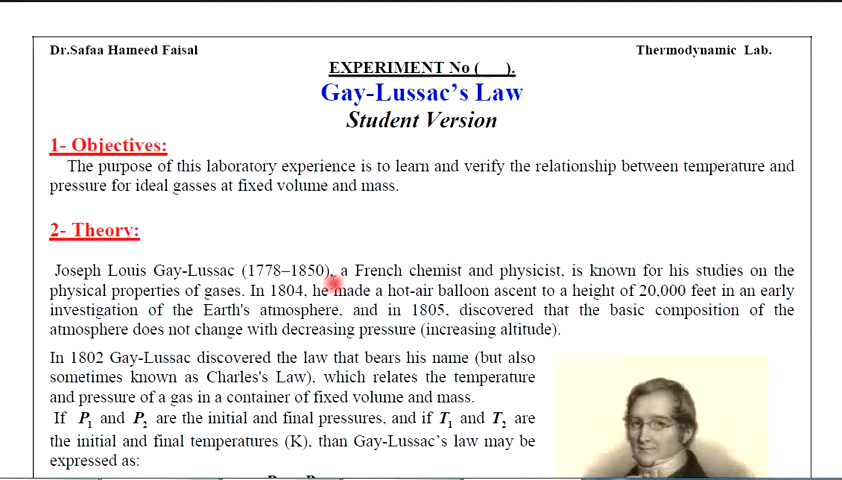 Dr.Safaa Hameed Faisal
Thermodynamic Lab.
EXPERIMENT No (    ).
Gay-Lussac's Law
Student Version
1- Objectives:
The purpose of this laboratory experience is to learn and verify the relationship between temperature and
pressure for ideal gasses at fixed volume and mass.
2- Theory:
Joseph Louis Gay-Lussac (1778–1850), a French chemist and physicist, is known for his studies on the
physical properties of gases. In 1804, he made a hot-air balloon ascent to a height of 20,000 feet in an early
investigation of the Earth's atmosphere, and in 1805, discovered that the basic composition of the
atmosphere does not change with decreasing pressure (increasing altitude).
In 1802 Gay-Lussac discovered the law that bears his name (but also
sometimes known as Charles's Law), which relates the temperature
and pressure of a gas in a container of fixed volume and mass.
If P₁ and P₂ are the initial and final pressures, and if T₁ and T₂ are
the initial and final temperatures (K), than Gay-Lussac's law may be
expressed as: